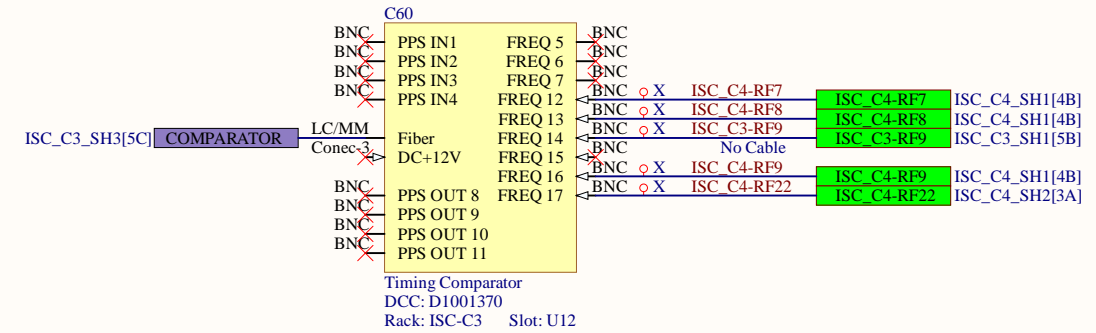 C60
BNC PPS IN1 FREQ 5 BNC
BNC PPS IN2 FREQ 6 BNC
BNC PPS IN3 FREQ 7 BNC
BNC PPS IN4 FREQ 12 BNC X ISC_C4-RF7 ISC_C4-RF7 ISC_C4_SH1[4B]
FREQ 13 BNC X ISC_C4-RF8 ISC_C4-RF8 ISC_C4_SH1[4B]
ISC_C3_SH3[5C] COMPARATOR LC/MM Fiber FREQ 14 BNC X ISC_C3-RF9 ISC_C3-RF9 ISC_C3_SH1[5B]
Conec-3 DC+12V FREQ 15 BNC No Cable
FREQ 16 BNC X ISC_C4-RF9 ISC_C4-RF9 ISC_C4_SH1[4B]
BNC PPS OUT 8 FREQ 17 BNC X ISC_C4-RF22 ISC_C4-RF22 ISC_C4_SH2[3A]
BNC PPS OUT 9
BNC PPS OUT 10
BNC PPS OUT 11
Timing Comparator
DCC: D1001370
Rack: ISC-C3 Slot: U12